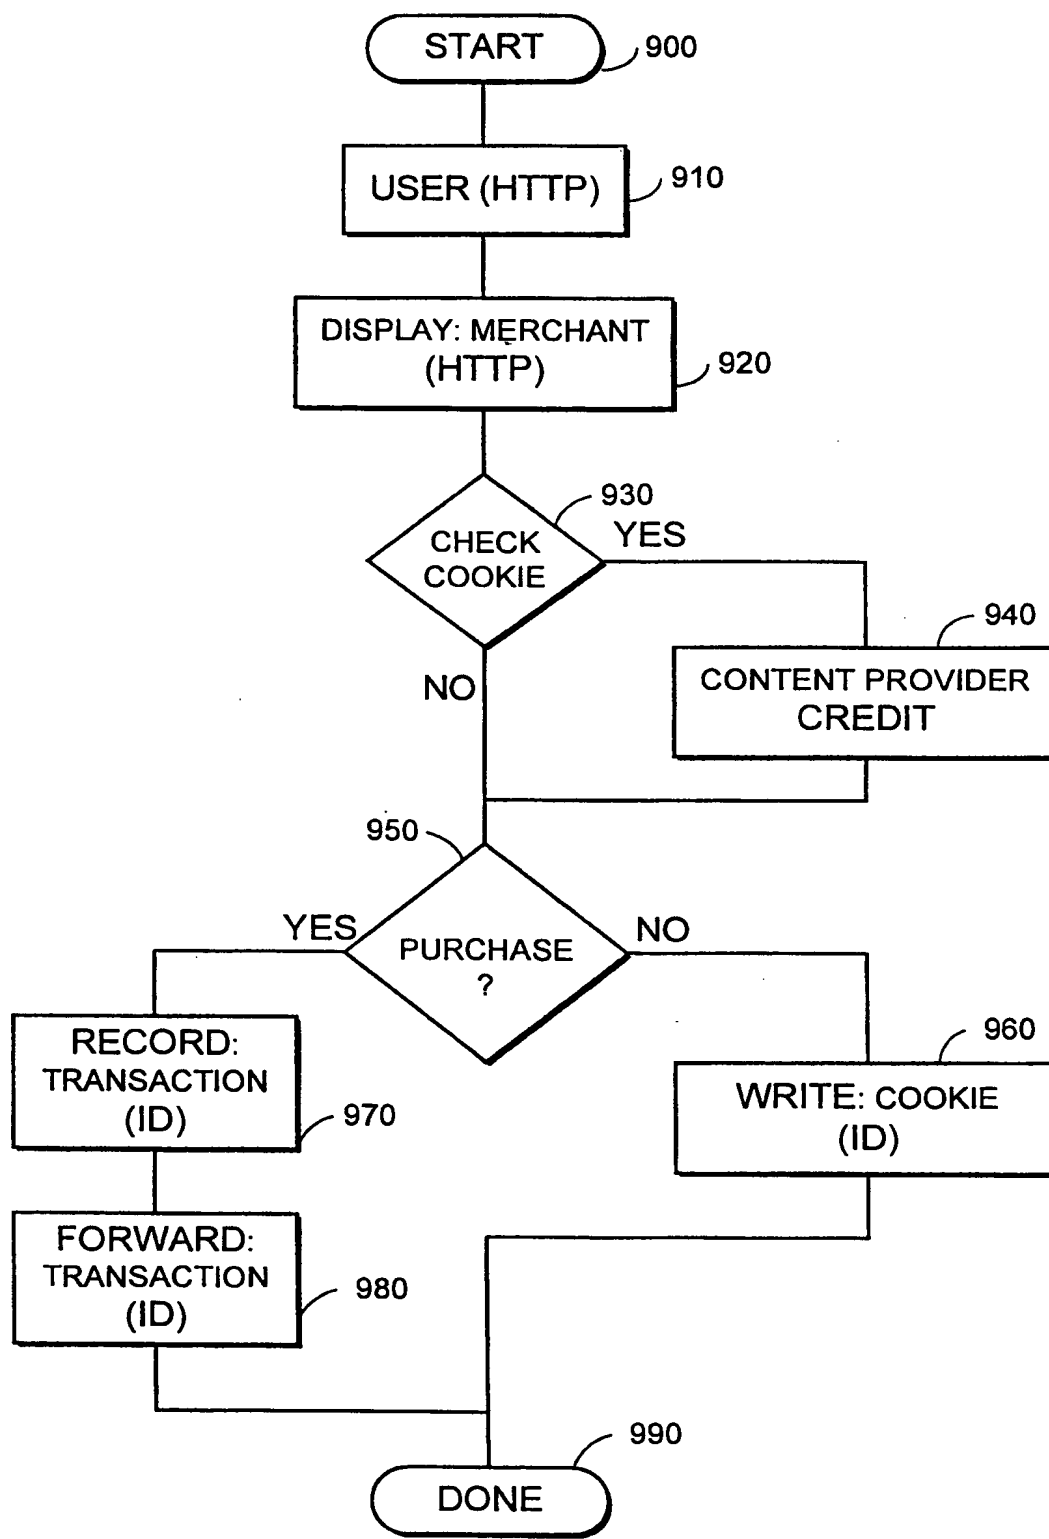 START
900
USER (HTTP)
910
DISPLAY: MERCHANT
(HTTP)
920
930
CHECK
COOKIE
YES
NO
940
CONTENT PROVIDER
CREDIT
950
PURCHASE
?
YES
NO
RECORD:
TRANSACTION
(ID)
970
960
WRITE: COOKIE
(ID)
FORWARD:
TRANSACTION
(ID)
980
990
DONE